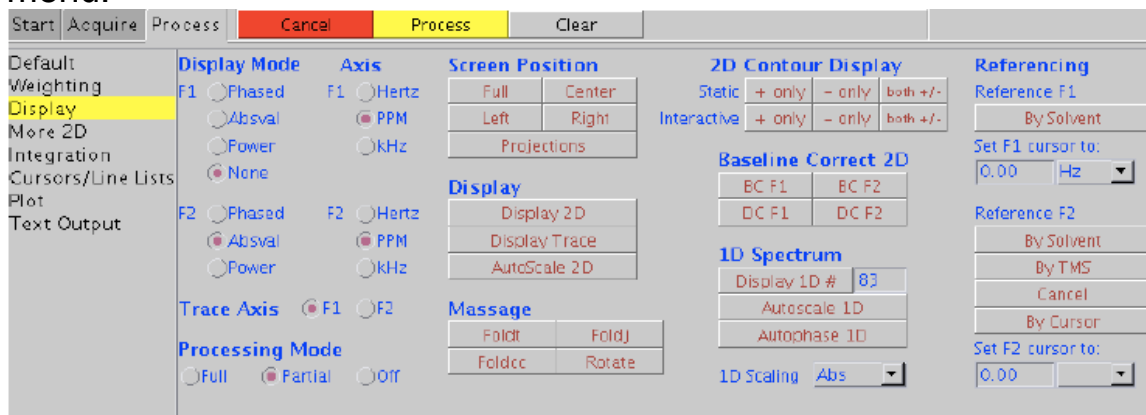 menu.
Start Acquire Process Cancel Process Clear
Default
Weighting
Display
More 2D
Integration
Cursors/Line Lists
Plot
Text Output
Display Mode Axis
F1 Phased F1 Hertz
Absval PPM
Power kHz
None
F2 Phased F2 Hertz
Absval PPM
Power kHz
Trace Axis F1 F2
Processing Mode
Full Partial Off
Screen Position
Full Center
Left Right
Projections
Display
Display 2D
Display Trace
AutoScale 2D
Massage
Foldt FoldJ
Foldcc Rotate
2D Contour Display
Static + only - only both +/-
Interactive + only - only both +/-
Baseline Correct 2D
BC F1 BC F2
DC F1 DC F2
1D Spectrum
Display 1D # 83
Autoscale 1D
Autophase 1D
1D Scaling Abs
Referencing
Reference F1
By Solvent
Set F1 cursor to:
0.00 Hz
Reference F2
By Solvent
By TMS
Cancel
By Cursor
Set F2 cursor to:
0.00